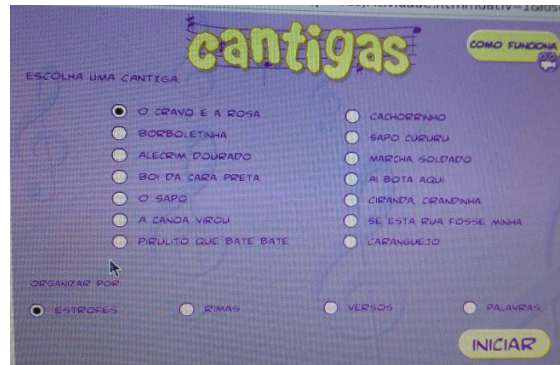 cantigas
COMO FUNCIONA
ESCOLHA UMA CANTIGA
O CRAVO E A ROSA
BORBOLETINHA
ALECRIM DOURADO
BOI DA CARA PRETA
O SAPO
A CANOA VIROU
PIRULITO QUE BATE BATE
CACHORRINHO
SAPO CURURU
MARCHA SOLDADO
AI BOTA AQUI
CIRANDA, CIRANDINHA
SE ESTA RUA FOSSE MINHA
CARANGUEJO
ORGANIZAR POR:
ESTROFES
RIMAS
VERSOS
PALAVRAS
INICIAR